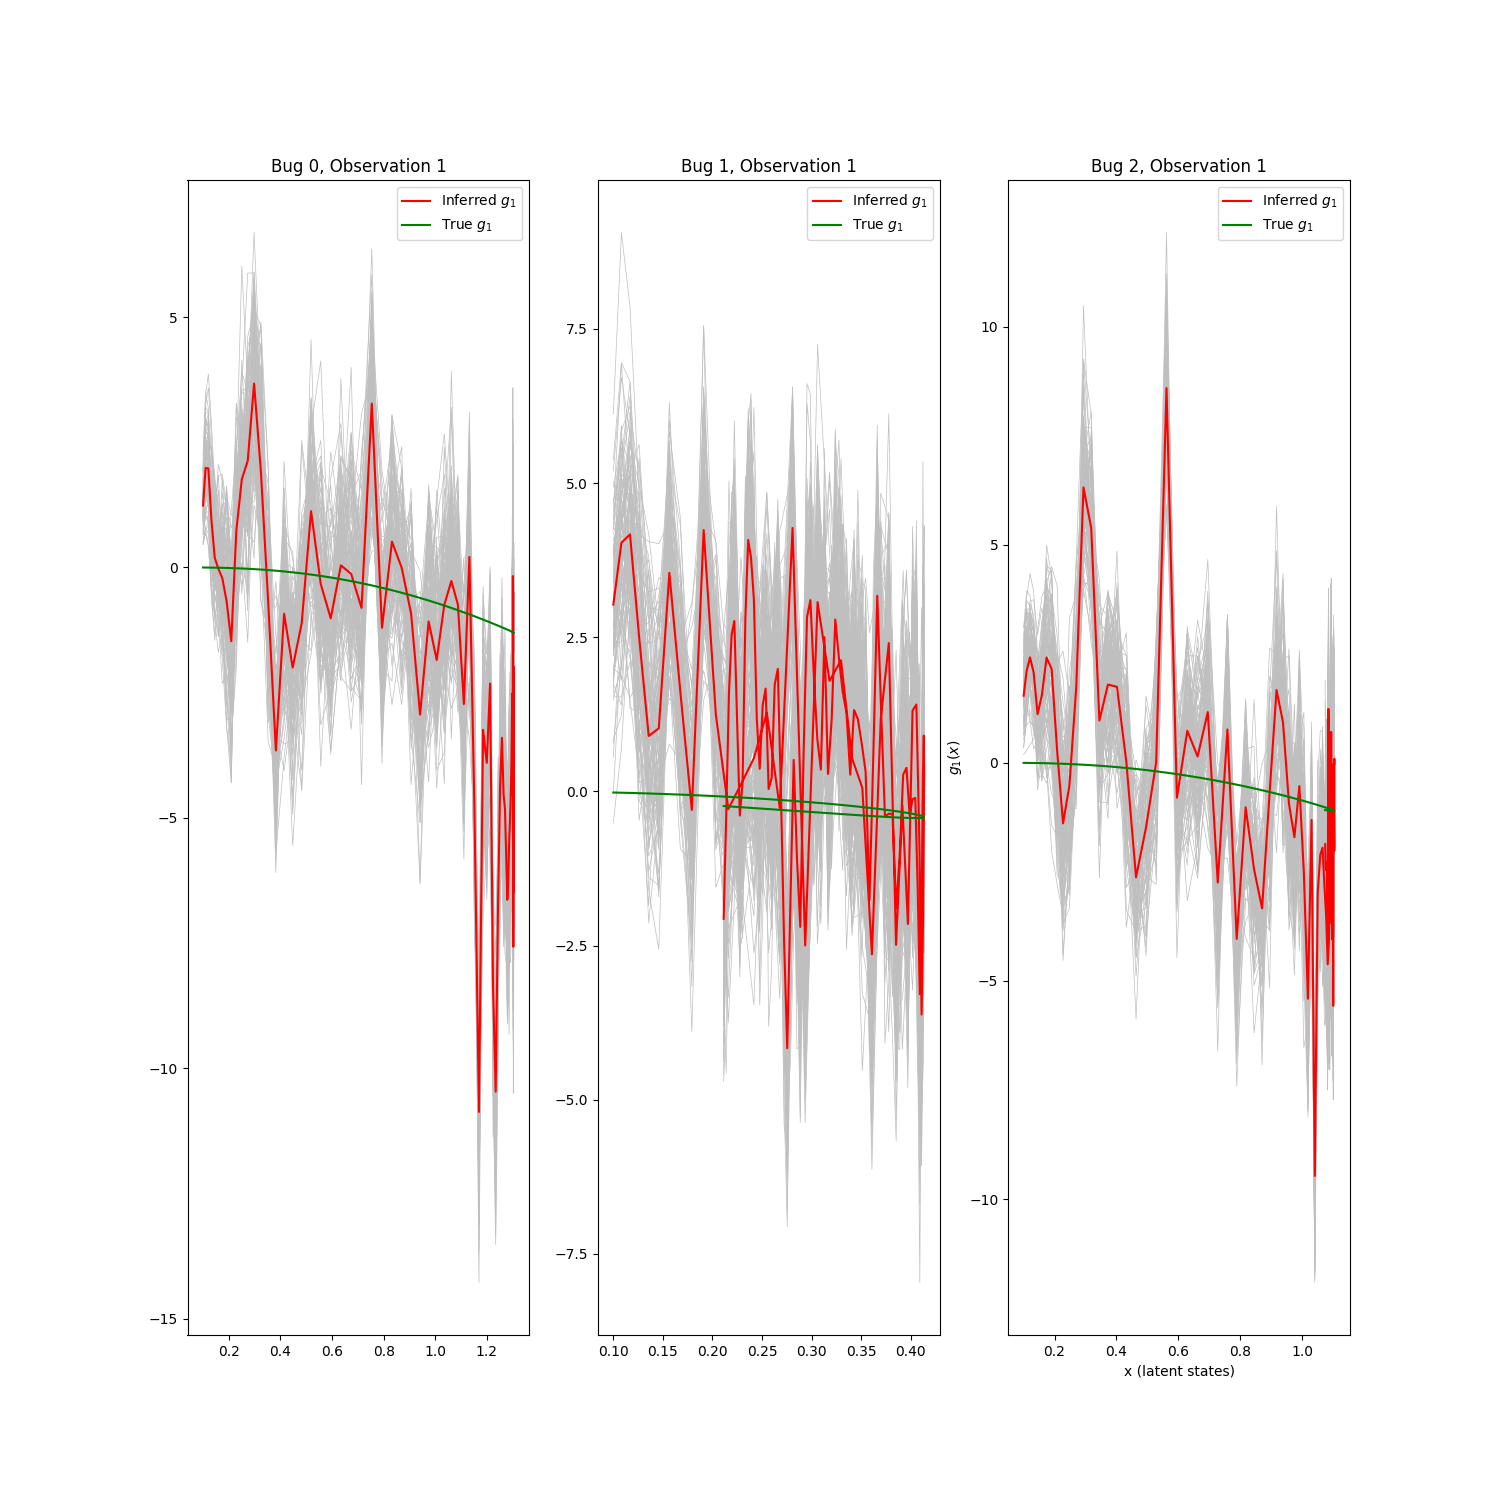 Bug 0, Observation 1
Inferred g₁
True g₁
5
0
−5
−10
−15
0.2 0.4 0.6 0.8 1.0 1.2
Bug 1, Observation 1
Inferred g₁
True g₁
7.5
5.0
2.5
0.0
−2.5
−5.0
−7.5
0.10 0.15 0.20 0.25 0.30 0.35 0.40
Bug 2, Observation 1
Inferred g₁
True g₁
g₁(x)
10
5
0
−5
−10
0.2 0.4 0.6 0.8 1.0
x (latent states)